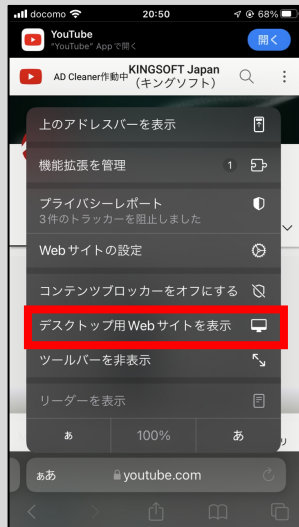 docomo 20:50 68%
YouTube
"YouTube" Appで開く
開く
AD Cleaner作動中 KINGSOFT Japan
(キングソフト)
上のアドレスバーを表示
機能拡張を管理 1
プライバシーレポート
3件のトラッカーを阻止しました
Webサイトの設定
コンテンツブロッカーをオフにする
デスクトップ用Webサイトを表示
ツールバーを非表示
リーダーを表示
あ 100% あ
リ
ぁあ youtube.com